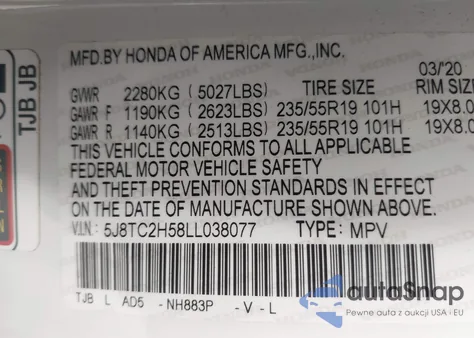 MFD.BY HONDA OF AMERICA MFG.,INC.
03/20
GVWR 2280KG (5027LBS) TIRE SIZE RIM SIZE
GAWR F 1190KG (2623LBS) 235/55R19 101H 19X8.0
GAWR R 1140KG (2513LBS) 235/55R19 101H 19X8.0
THIS VEHICLE CONFORMS TO ALL APPLICABLE
FEDERAL MOTOR VEHICLE SAFETY
AND THEFT PREVENTION STANDARDS IN EFFECT
ON THE DATE OF MANUFACTURE SHOWN ABOVE.
V.I.N: 5J8TC2H58LL038077 TYPE: MPV
TJB L AD5 -NH883P -V-L
TJB JB
autoSnap
Pewne auta z USA i EU